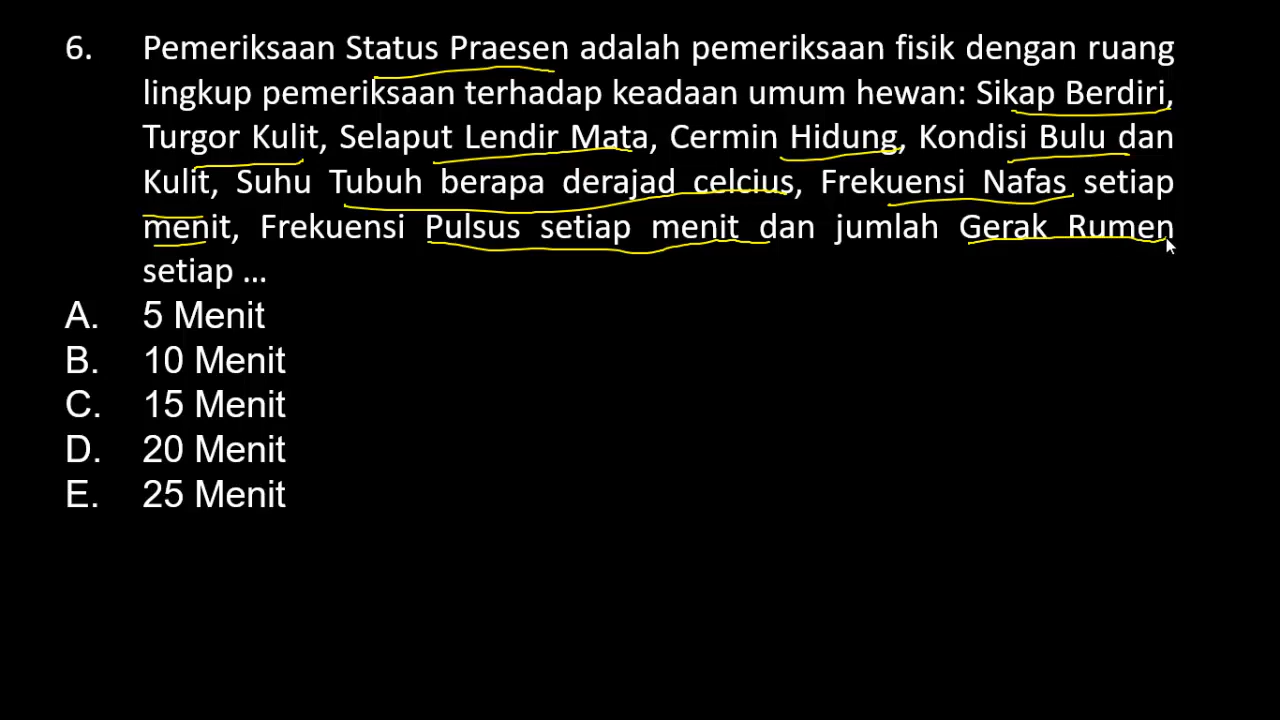 6. Pemeriksaan Status Praesen adalah pemeriksaan fisik dengan ruang
lingkup pemeriksaan terhadap keadaan umum hewan: Sikap Berdiri,
Turgor Kulit, Selaput Lendir Mata, Cermin Hidung, Kondisi Bulu dan
Kulit, Suhu Tubuh berapa derajad celcius, Frekuensi Nafas setiap
menit, Frekuensi Pulsus setiap menit dan jumlah Gerak Rumen
setiap ...
A. 5 Menit
B. 10 Menit
C. 15 Menit
D. 20 Menit
E. 25 Menit